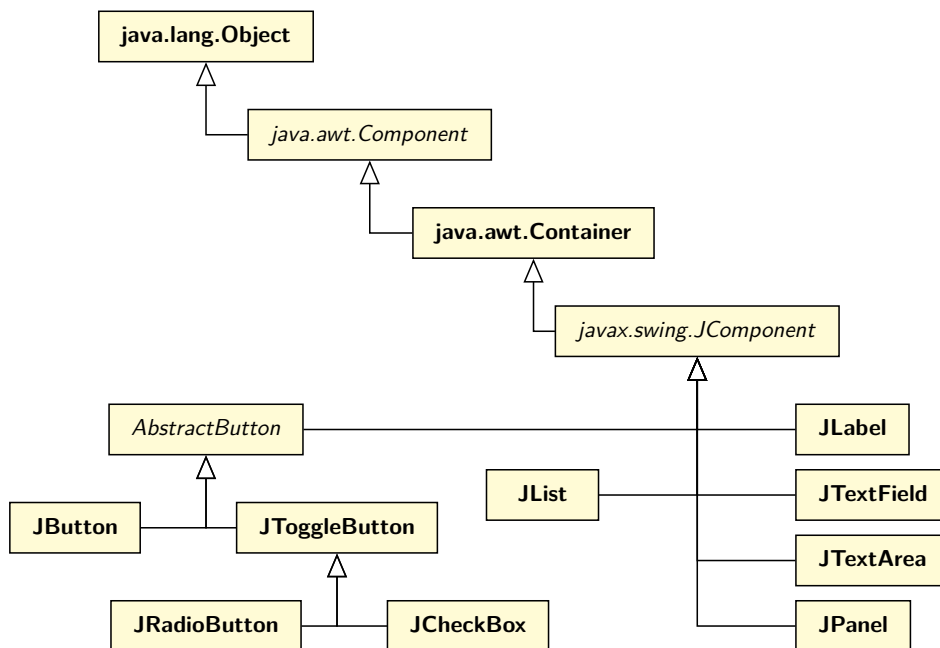 java.lang.Object
java.awt.Component
java.awt.Container
javax.swing.JComponent
AbstractButton
JLabel
JList
JTextField
JButton
JToggleButton
JTextArea
JRadioButton
JCheckBox
JPanel